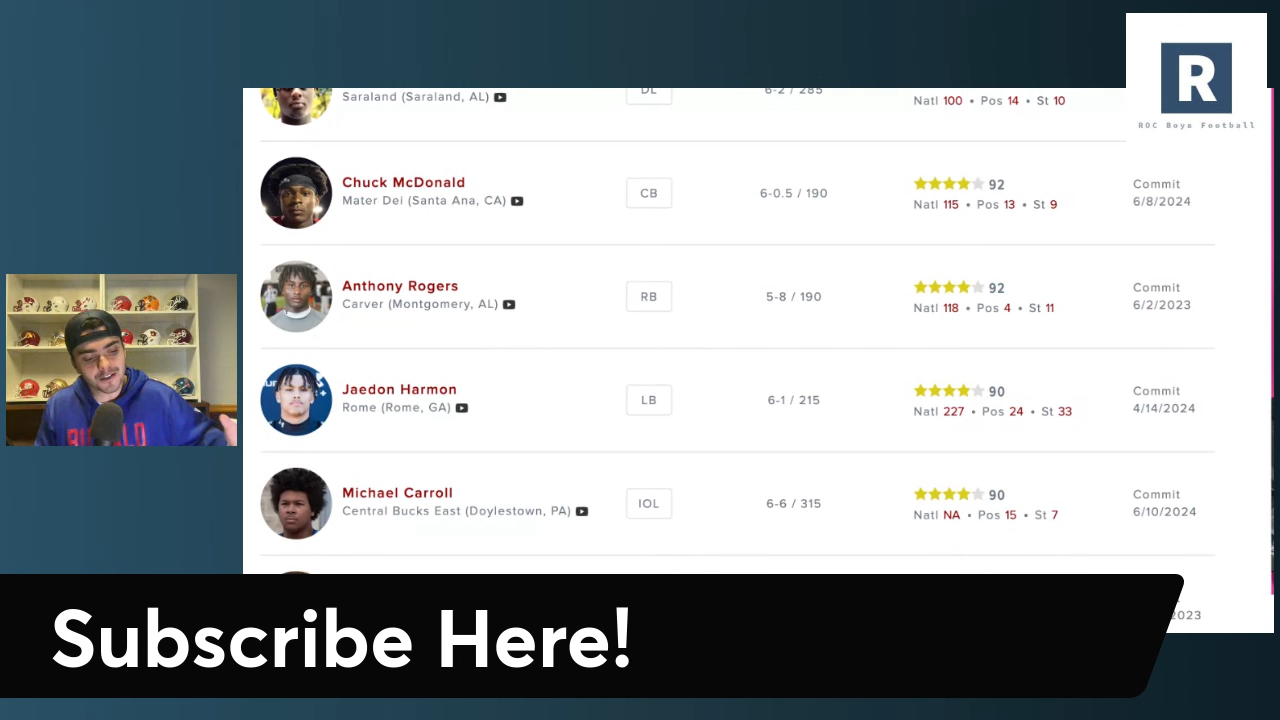 R
ROC Boys Football
Saraland (Saraland, AL)
DL
6-2 / 285
Natl 100 • Pos 14 • St 10
Chuck McDonald
Mater Dei (Santa Ana, CA)
CB
6-0.5 / 190
92
Natl 115 • Pos 13 • St 9
Commit
6/8/2024
Anthony Rogers
Carver (Montgomery, AL)
RB
5-8 / 190
92
Natl 118 • Pos 4 • St 11
Commit
6/2/2023
Jaedon Harmon
Rome (Rome, GA)
LB
6-1 / 215
90
Natl 227 • Pos 24 • St 33
Commit
4/14/2024
Michael Carroll
Central Bucks East (Doylestown, PA)
IOL
6-6 / 315
90
Natl NA • Pos 15 • St 7
Commit
6/10/2024
2023
Subscribe Here!